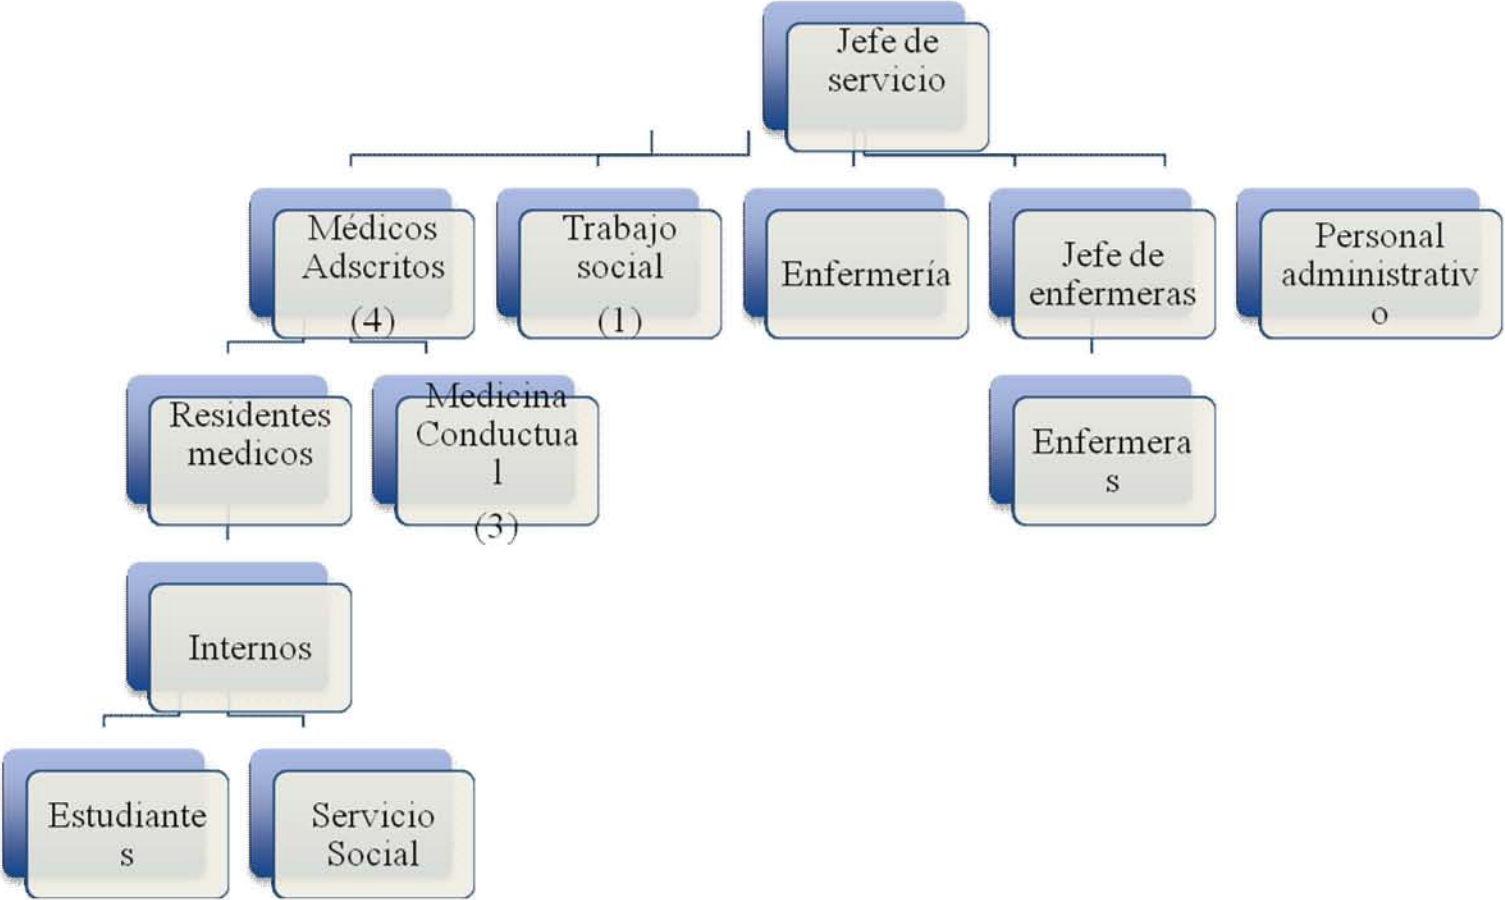 Jefe de
servicio
Médicos
Adscritos
(4)
Trabajo
social
(1)
Enfermería
Jefe de
enfermeras
Personal
administrativ
o
Residentes
medicos
Medicina
Conductua
l
(3)
Enfermera
s
Internos
Estudiante
s
Servicio
Social